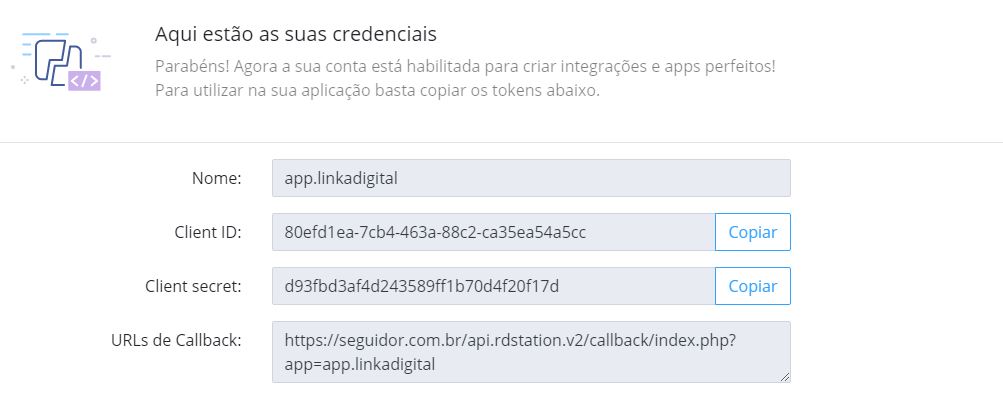 Aqui estão as suas credenciais
Parabéns! Agora a sua conta está habilitada para criar integrações e apps perfeitos!
Para utilizar na sua aplicação basta copiar os tokens abaixo.
Nome: app.linkadigital
Client ID: 80efd1ea-7cb4-463a-88c2-ca35ea54a5cc Copiar
Client secret: d93fbd3af4d243589ff1b70d4f20f17d Copiar
URLs de Callback: https://seguidor.com.br/api.rdstation.v2/callback/index.php?
app=app.linkadigital